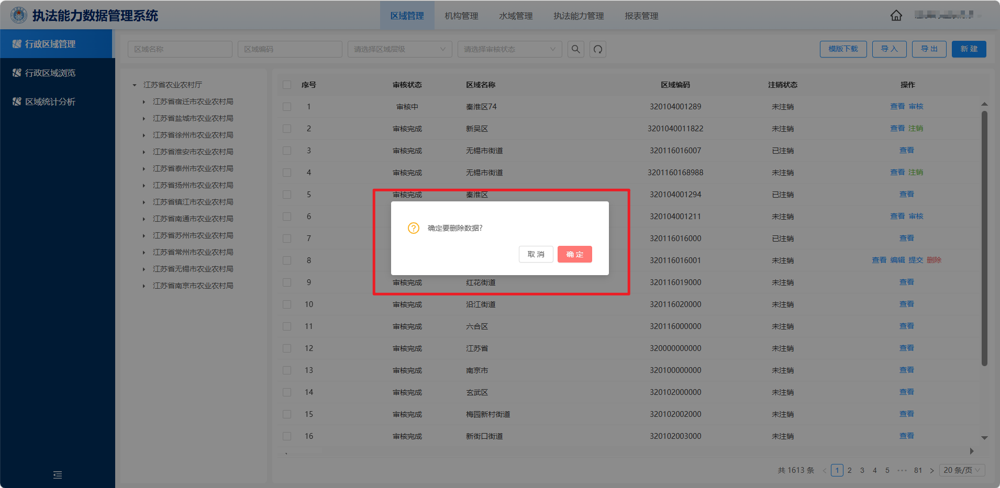 执法能力数据管理系统
区域管理 机构管理 水域管理 执法能力管理 报表管理
行政区域管理
行政区域浏览
区域统计分析
区域名称 区域编码 请选择区域层级 请选择审核状态 模版下载 导入 导出 新建
江苏省农业农村厅
江苏省宿迁市农业农村局
江苏省盐城市农业农村局
江苏省徐州市农业农村局
江苏省淮安市农业农村局
江苏省泰州市农业农村局
江苏省扬州市农业农村局
江苏省镇江市农业农村局
江苏省南通市农业农村局
江苏省苏州市农业农村局
江苏省常州市农业农村局
江苏省无锡市农业农村局
江苏省南京市农业农村局
序号 审核状态 区域名称 区域编码 注销状态 操作
1 审核中 秦淮区74 320104001289 未注销 查看 审核
2 审核完成 新吴区 3201040011822 未注销 查看 注销
3 审核完成 无锡市街道 320116016007 已注销 查看
4 审核完成 无锡市街道 3201160168988 未注销 查看 注销
5 审核完成 秦淮区 320104001294 已注销 查看
6 320104001211 未注销 查看 审核
7 320116016000 已注销 查看
8 320116016001 未注销 查看 编辑 提交 删除
9 审核完成 红花街道 320116019000 未注销 查看
10 审核完成 沿江街道 320116020000 未注销 查看
11 审核完成 六合区 320116000000 未注销 查看
12 审核完成 江苏省 320000000000 未注销 查看
13 审核完成 南京市 320100000000 未注销 查看
14 审核完成 玄武区 320102000000 未注销 查看
15 审核完成 梅园新村街道 320102002000 未注销 查看
16 审核完成 新街口街道 320102003000 未注销 查看
确定要删除数据?
取消 确定
共 1613 条 < 1 2 3 4 5 ••• 81 > 20 条/页